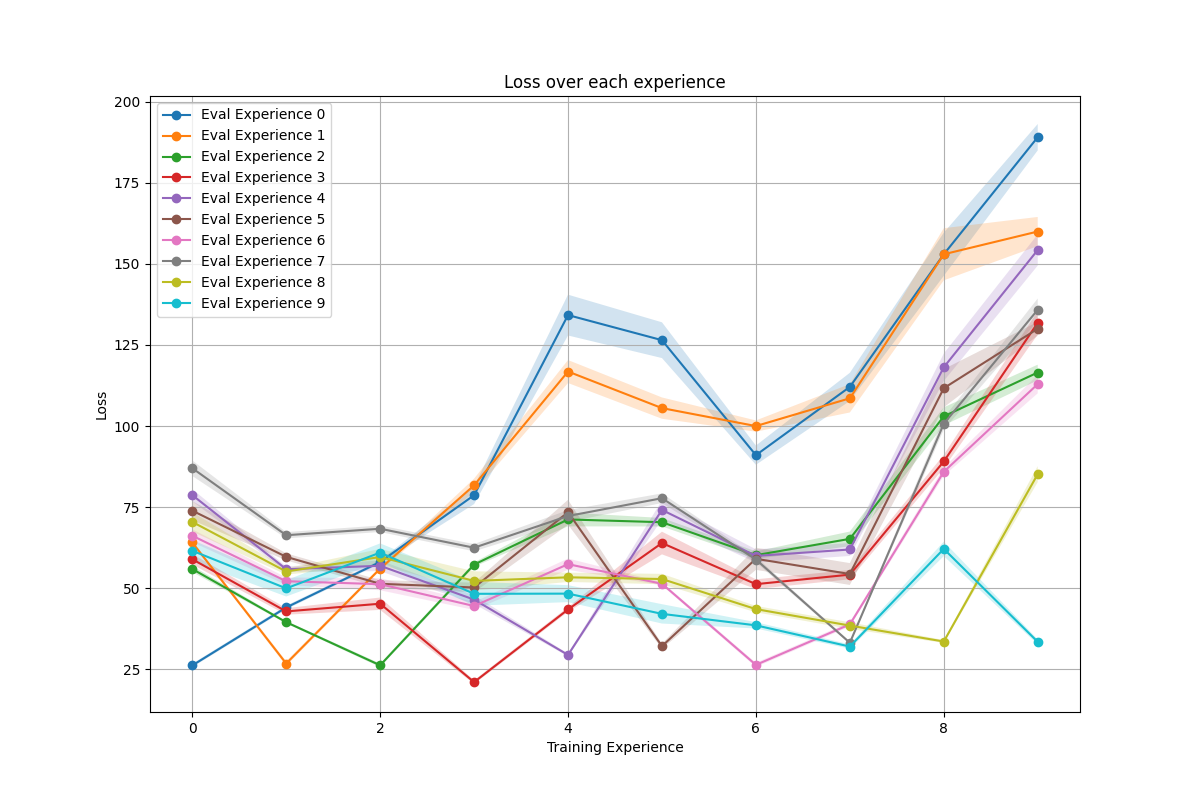 Loss over each experience
200
175
150
125
100
75
50
25
Loss
Eval Experience 0
Eval Experience 1
Eval Experience 2
Eval Experience 3
Eval Experience 4
Eval Experience 5
Eval Experience 6
Eval Experience 7
Eval Experience 8
Eval Experience 9
0 2 4 6 8
Training Experience